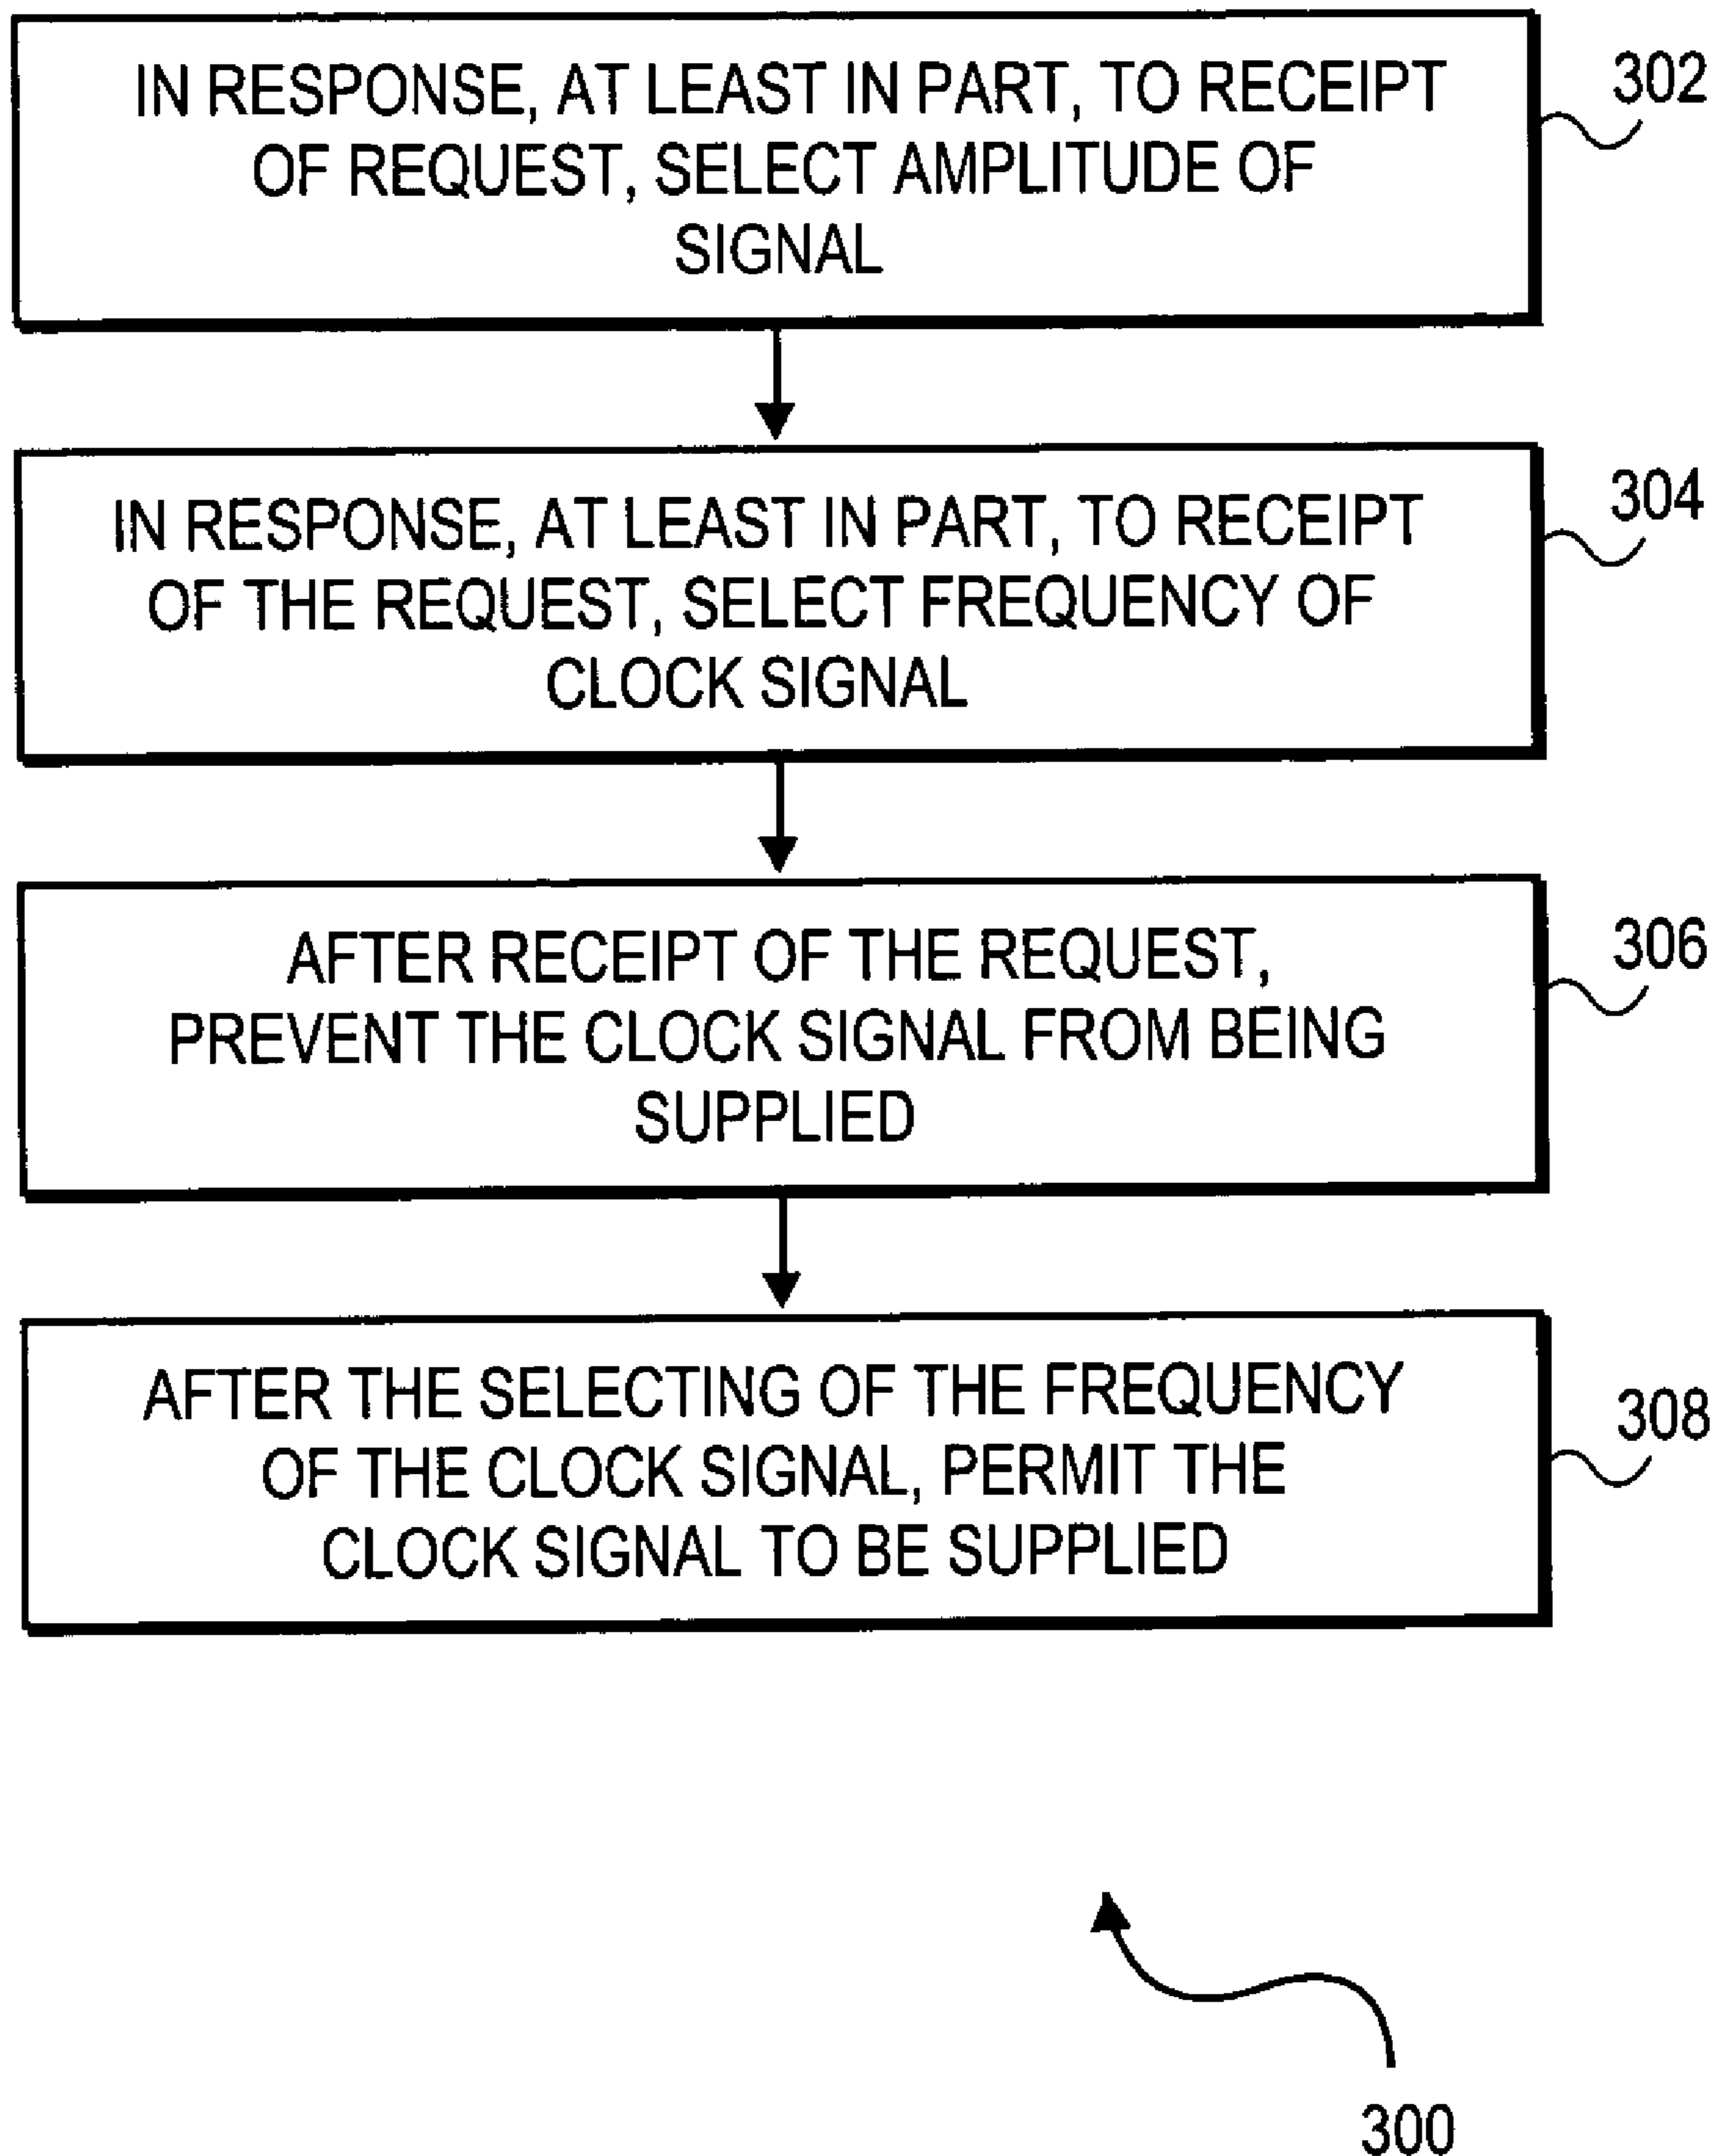 IN RESPONSE, AT LEAST IN PART, TO RECEIPT
OF REQUEST, SELECT AMPLITUDE OF
SIGNAL
302
IN RESPONSE, AT LEAST IN PART, TO RECEIPT
OF THE REQUEST, SELECT FREQUENCY OF
CLOCK SIGNAL
304
AFTER RECEIPT OF THE REQUEST,
PREVENT THE CLOCK SIGNAL FROM BEING
SUPPLIED
306
AFTER THE SELECTING OF THE FREQUENCY
OF THE CLOCK SIGNAL, PERMIT THE
CLOCK SIGNAL TO BE SUPPLIED
308
300